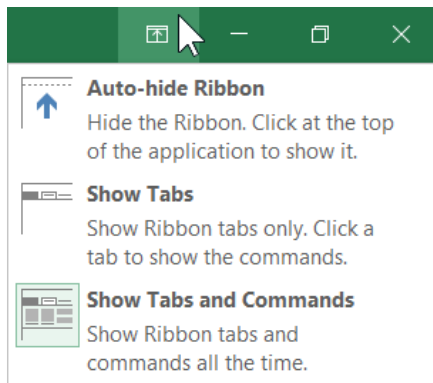 Auto-hide Ribbon
Hide the Ribbon. Click at the top
of the application to show it.
Show Tabs
Show Ribbon tabs only. Click a
tab to show the commands.
Show Tabs and Commands
Show Ribbon tabs and
commands all the time.